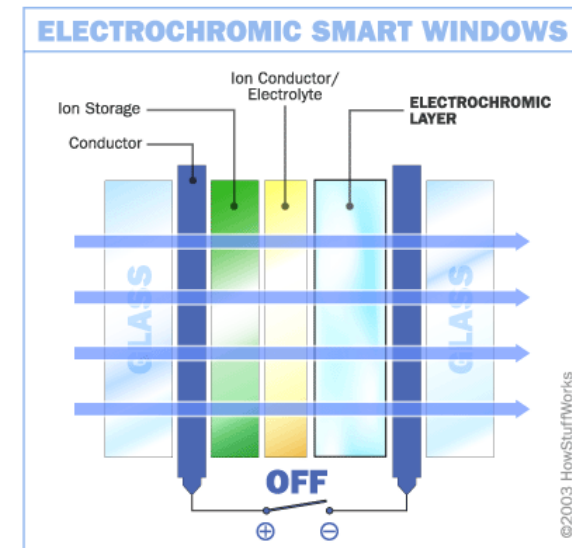 ELECTROCHROMIC SMART WINDOWS
Ion Conductor/
Electrolyte
Ion Storage
ELECTROCHROMIC
LAYER
Conductor
GLASS
GLASS
OFF
+ −
©2003 HowStuffWorks